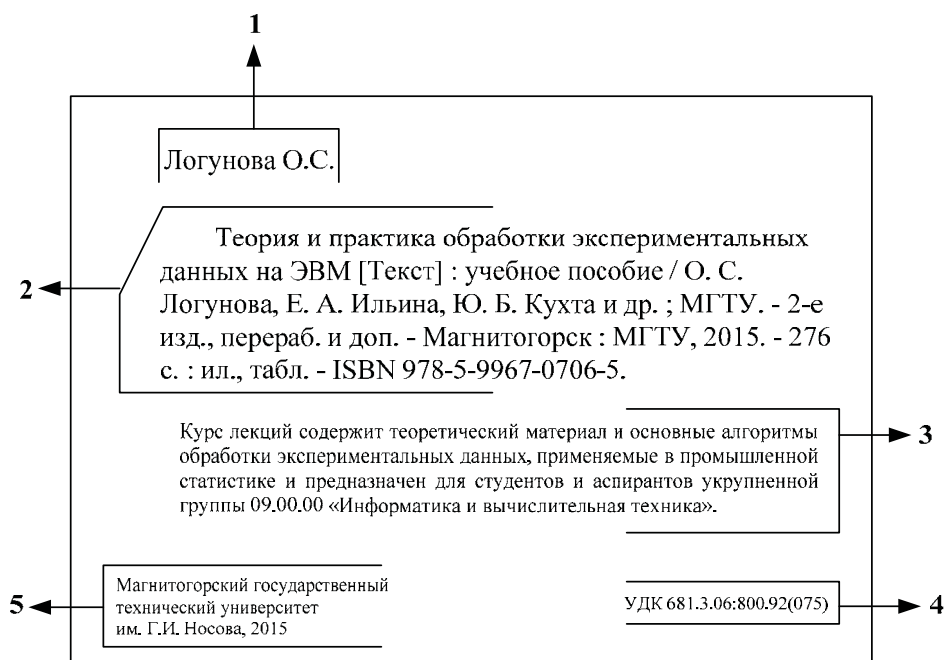 1
Логунова О.С.
Теория и практика обработки экспериментальных
данных на ЭВМ [Текст] : учебное пособие / О. С.
2
Логунова, Е. А. Ильина, Ю. Б. Кухта и др. ; МГТУ. - 2-е
изд., перераб. и доп. - Магнитогорск : МГТУ, 2015. - 276
с. : ил., табл. - ISBN 978-5-9967-0706-5.
Курс лекций содержит теоретический материал и основные алгоритмы
3
обработки экспериментальных данных, применяемые в промышленной
статистике и предназначен для студентов и аспирантов укрупненной
группы 09.00.00 «Информатика и вычислительная техника».
Магнитогорский государственный
технический университет
им. Г.И. Носова, 2015
5
УДК 681.3.06:800.92(075)
4